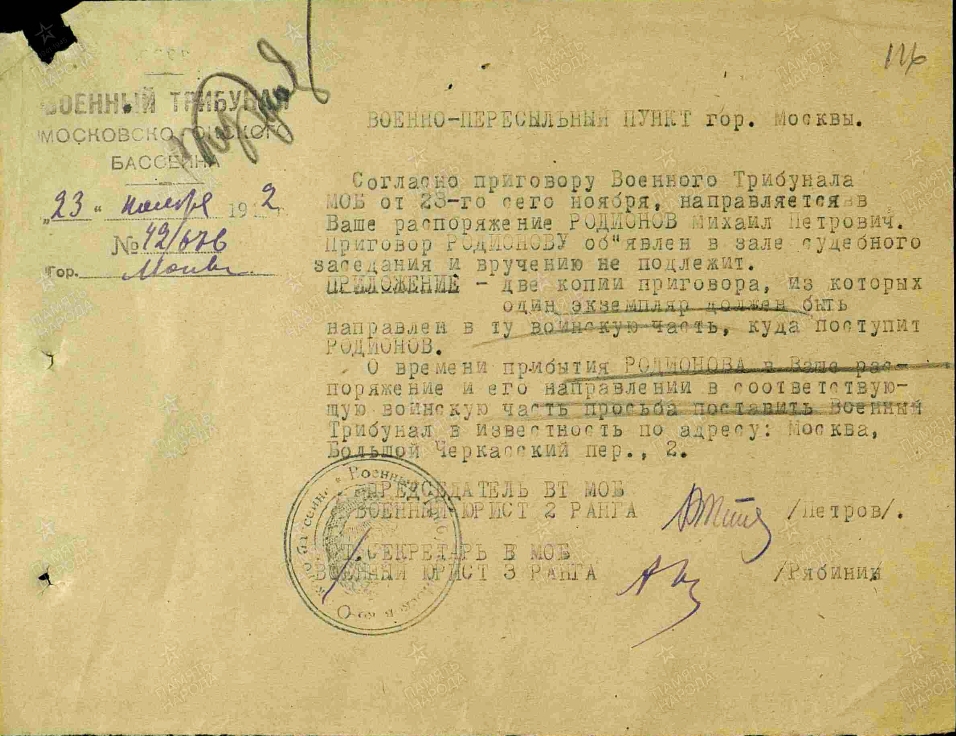 116
СССР
ВОЕННЫЙ ТРИБУНАЛ
МОСКОВСКО-ОКСКОГО
БАССЕЙНА
„23“ ноября 1942 г.
№ 42/676
Гор. Москва
ВОЕННО-ПЕРЕСЫЛЬНЫЙ ПУНКТ гор. Москвы.
Согласно приговору Военного Трибунала
МОБ от 23-го сего ноября, направляется в
Ваше распоряжение РОДИОНОВ Михаил Петрович.
Приговор РОДИОНОВУ об"явлен в зале судебного
заседания и вручению не подлежит.
ПРИЛОЖЕНИЕ - две копии приговора, из которых
один экземпляр должен быть
направлен в ту воинскую часть, куда поступит
РОДИОНОВ.
О времени прибытия РОДИОНОВА в Ваше рас-
поряжение и его направлении в соответствую-
щую воинскую часть просьба поставить Военный
Трибунал в известность по адресу: Москва,
Большой Черкасский пер., 2.
ПРЕДСЕДАТЕЛЬ ВТ МОБ
ВОЕННЫЙ ЮРИСТ 2 РАНГА /Петров/.
СЕКРЕТАРЬ В МОБ
ВОЕННЫЙ ЮРИСТ 3 РАНГА /Рябинин
ПАМЯТЬ НАРОДА